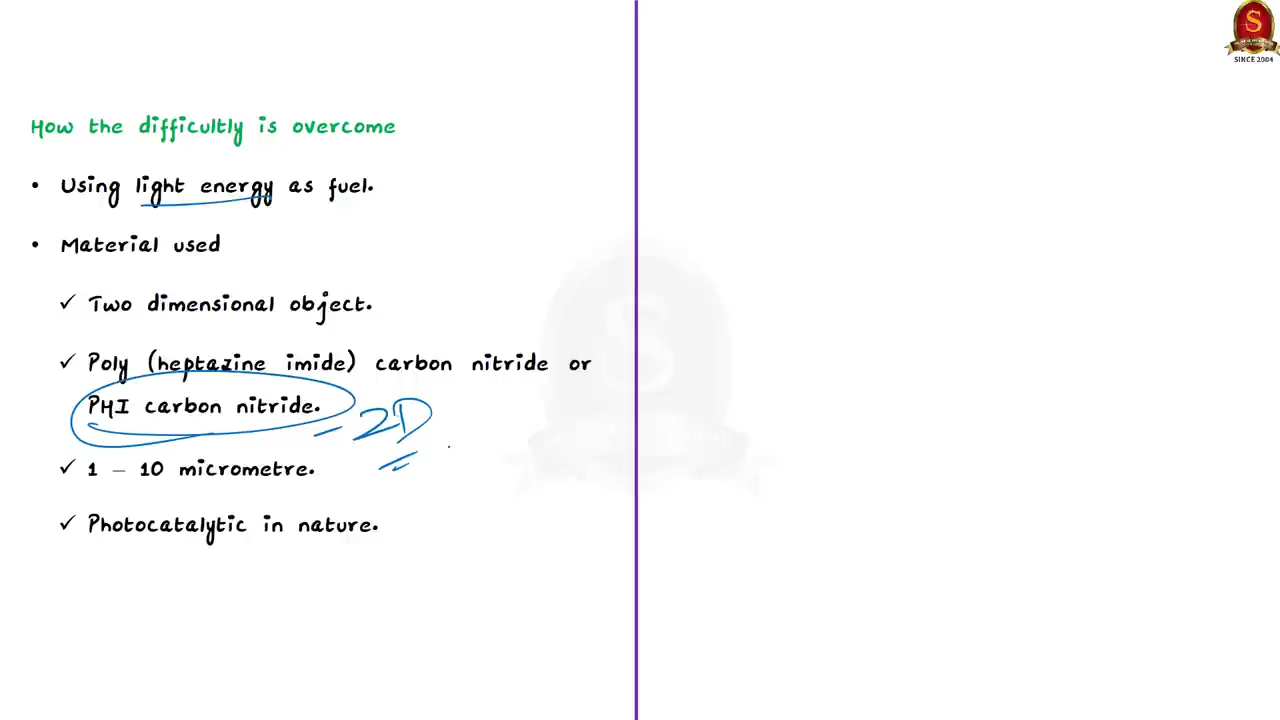 S
SINCE 2004
How the difficultly is overcome
• Using light energy as fuel.
• Material used
✓ Two dimensional object.
✓ Poly (heptazine imide) carbon nitride or
PHI carbon nitride.
2D
✓ 1 – 10 micrometre.
✓ Photocatalytic in nature.